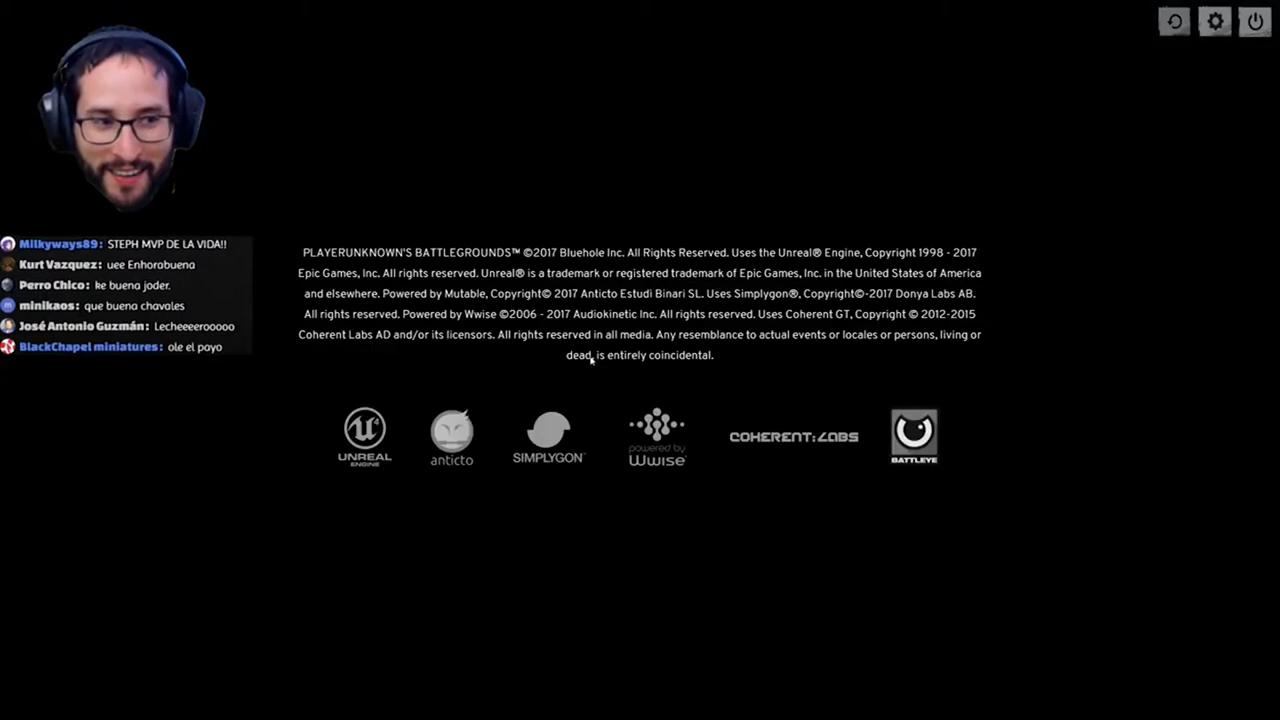 Milkyways89: STEPH MVP DE LA VIDA!!
Kurt Vazquez: uee Enhorabuena
Perro Chico: ke buena joder.
minikaos: que buena chavales
José Antonio Guzmán: Lecheeeerooooo
BlackChapel miniatures: ole el payo
PLAYERUNKNOWN'S BATTLEGROUNDS™ ©2017 Bluehole Inc. All Rights Reserved. Uses the Unreal® Engine, Copyright 1998 - 2017
Epic Games, Inc. All rights reserved. Unreal® is a trademark or registered trademark of Epic Games, Inc. in the United States of America
and elsewhere. Powered by Mutable, Copyright© 2017 Anticto Estudi Binari SL. Uses Simplygon®, Copyright©-2017 Donya Labs AB.
All rights reserved. Powered by Wwise ©2006 - 2017 Audiokinetic Inc. All rights reserved. Uses Coherent GT, Copyright © 2012-2015
Coherent Labs AD and/or its licensors. All rights reserved in all media. Any resemblance to actual events or locales or persons, living or
dead, is entirely coincidental.
UNREAL
ENGINE
anticto
SIMPLYGON
powered by
Wwise
COHERENT:LABS
BATTLEYE